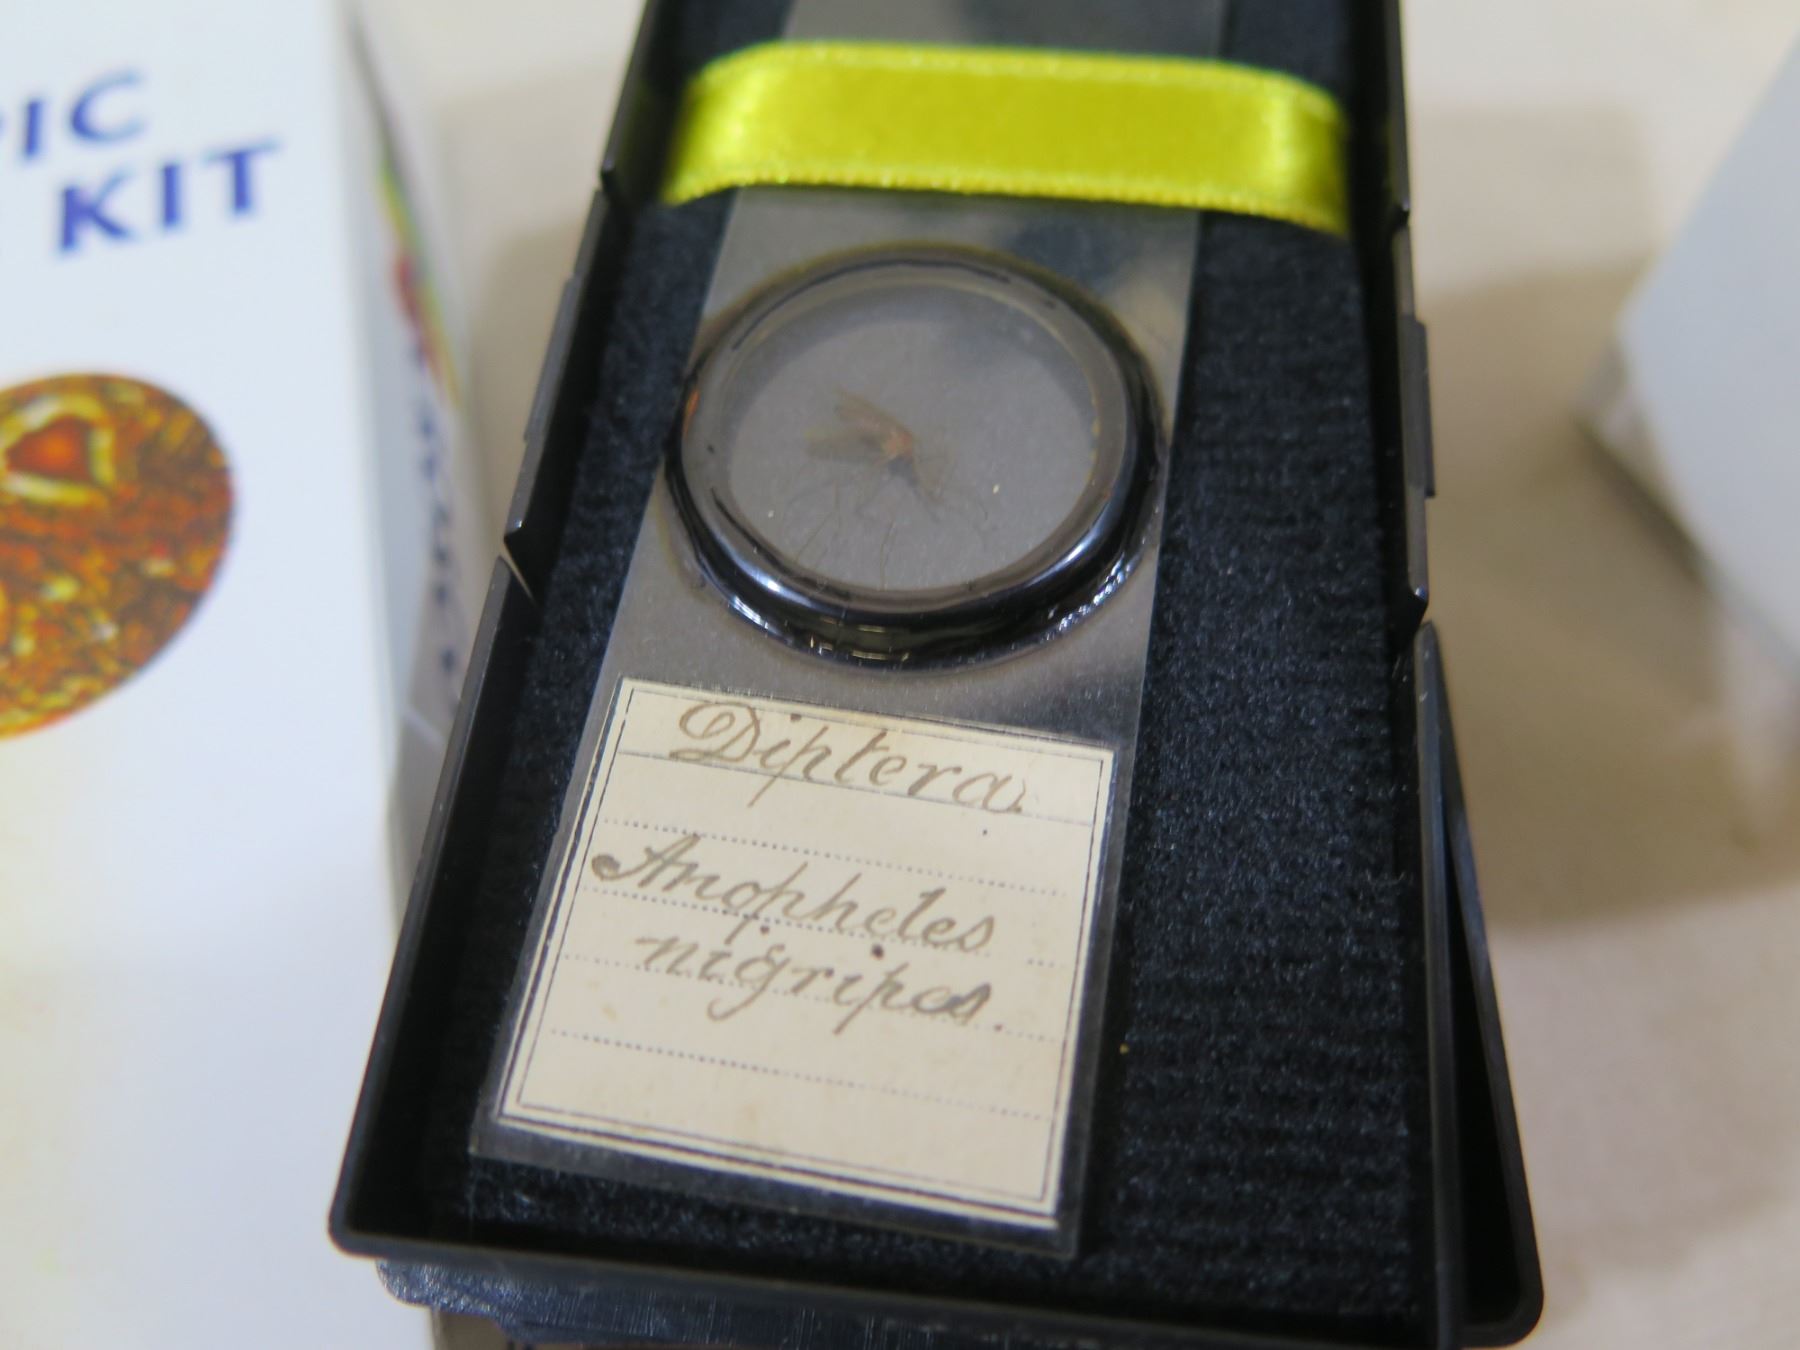 PIC
KIT
Diptera.
Anopheles
nigripes.